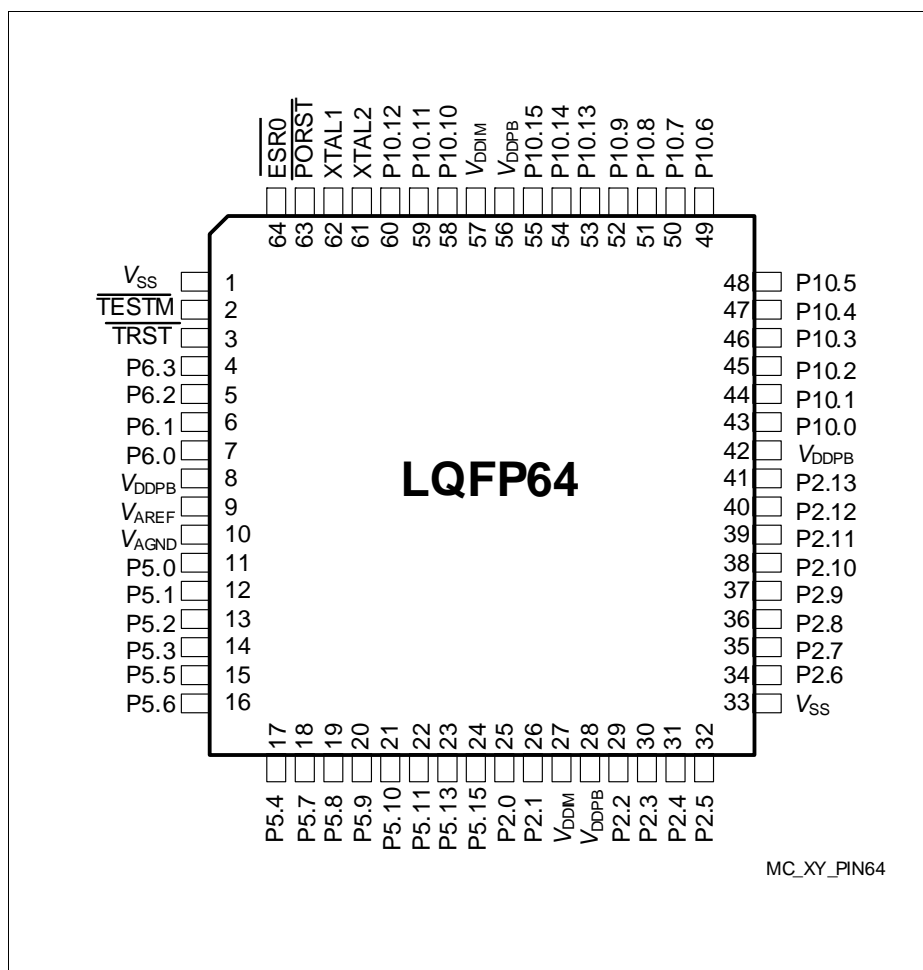 ESR0
PORST
XTAL1
XTAL2
P10.12
P10.11
P10.10
VDDIM
VDDPB
P10.15
P10.14
P10.13
P10.9
P10.8
P10.7
P10.6
64
63
62
61
60
59
58
57
56
55
54
53
52
51
50
49
VSS 1
TESTM 2
TRST 3
P6.3 4
P6.2 5
P6.1 6
P6.0 7
VDDPB 8
VAREF 9
VAGND 10
P5.0 11
P5.1 12
P5.2 13
P5.3 14
P5.5 15
P5.6 16
LQFP64
48 P10.5
47 P10.4
46 P10.3
45 P10.2
44 P10.1
43 P10.0
42 VDDPB
41 P2.13
40 P2.12
39 P2.11
38 P2.10
37 P2.9
36 P2.8
35 P2.7
34 P2.6
33 VSS
17
18
19
20
21
22
23
24
25
26
27
28
29
30
31
32
P5.4
P5.7
P5.8
P5.9
P5.10
P5.11
P5.13
P5.15
P2.0
P2.1
VDDIM
VDDPB
P2.2
P2.3
P2.4
P2.5
MC_XY_PIN64